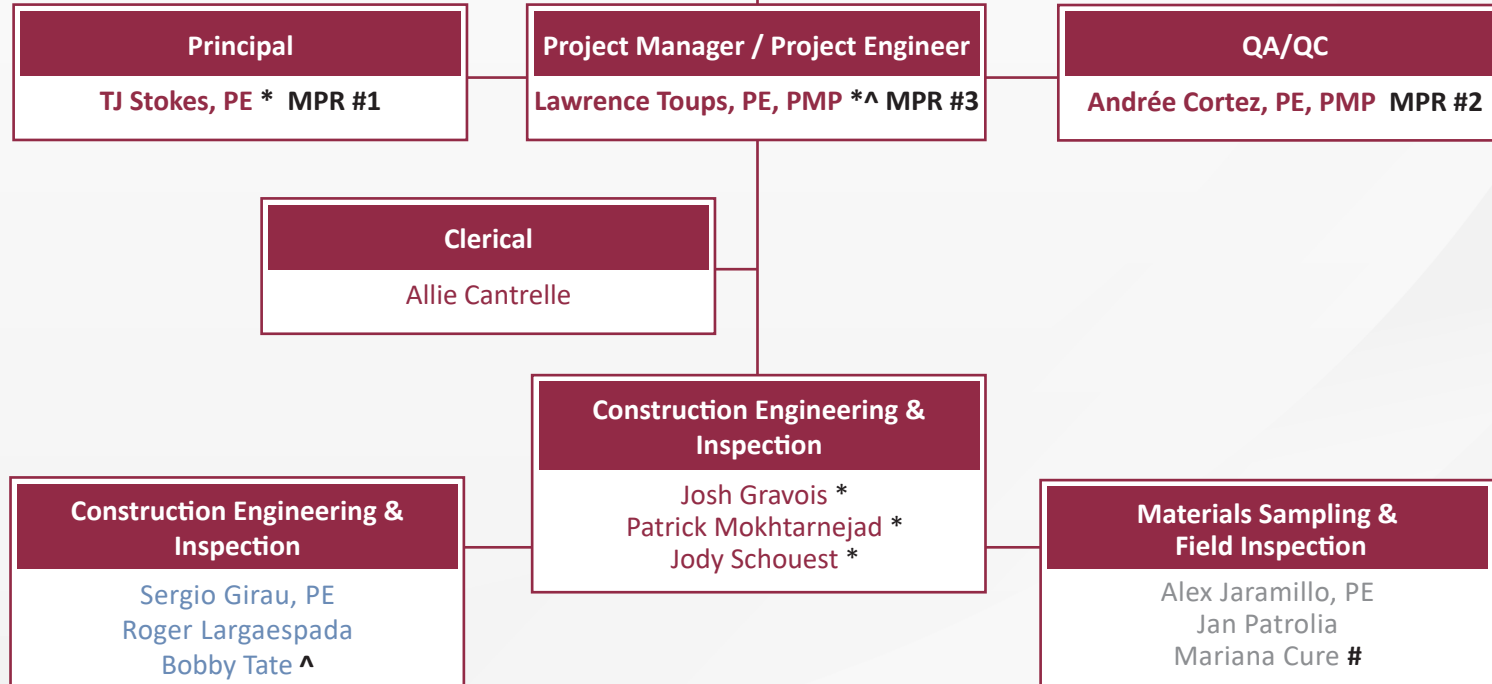 Principal
TJ Stokes, PE * MPR #1
Project Manager / Project Engineer
Lawrence Toups, PE, PMP *^ MPR #3
QA/QC
Andrée Cortez, PE, PMP MPR #2
Clerical
Allie Cantrelle
Construction Engineering &
Inspection
Josh Gravois *
Patrick Mokhtarnejad *
Jody Schouest *
Construction Engineering &
Inspection
Sergio Girau, PE
Roger Largaespada
Bobby Tate ^
Materials Sampling &
Field Inspection
Alex Jaramillo, PE
Jan Patrolia
Mariana Cure #